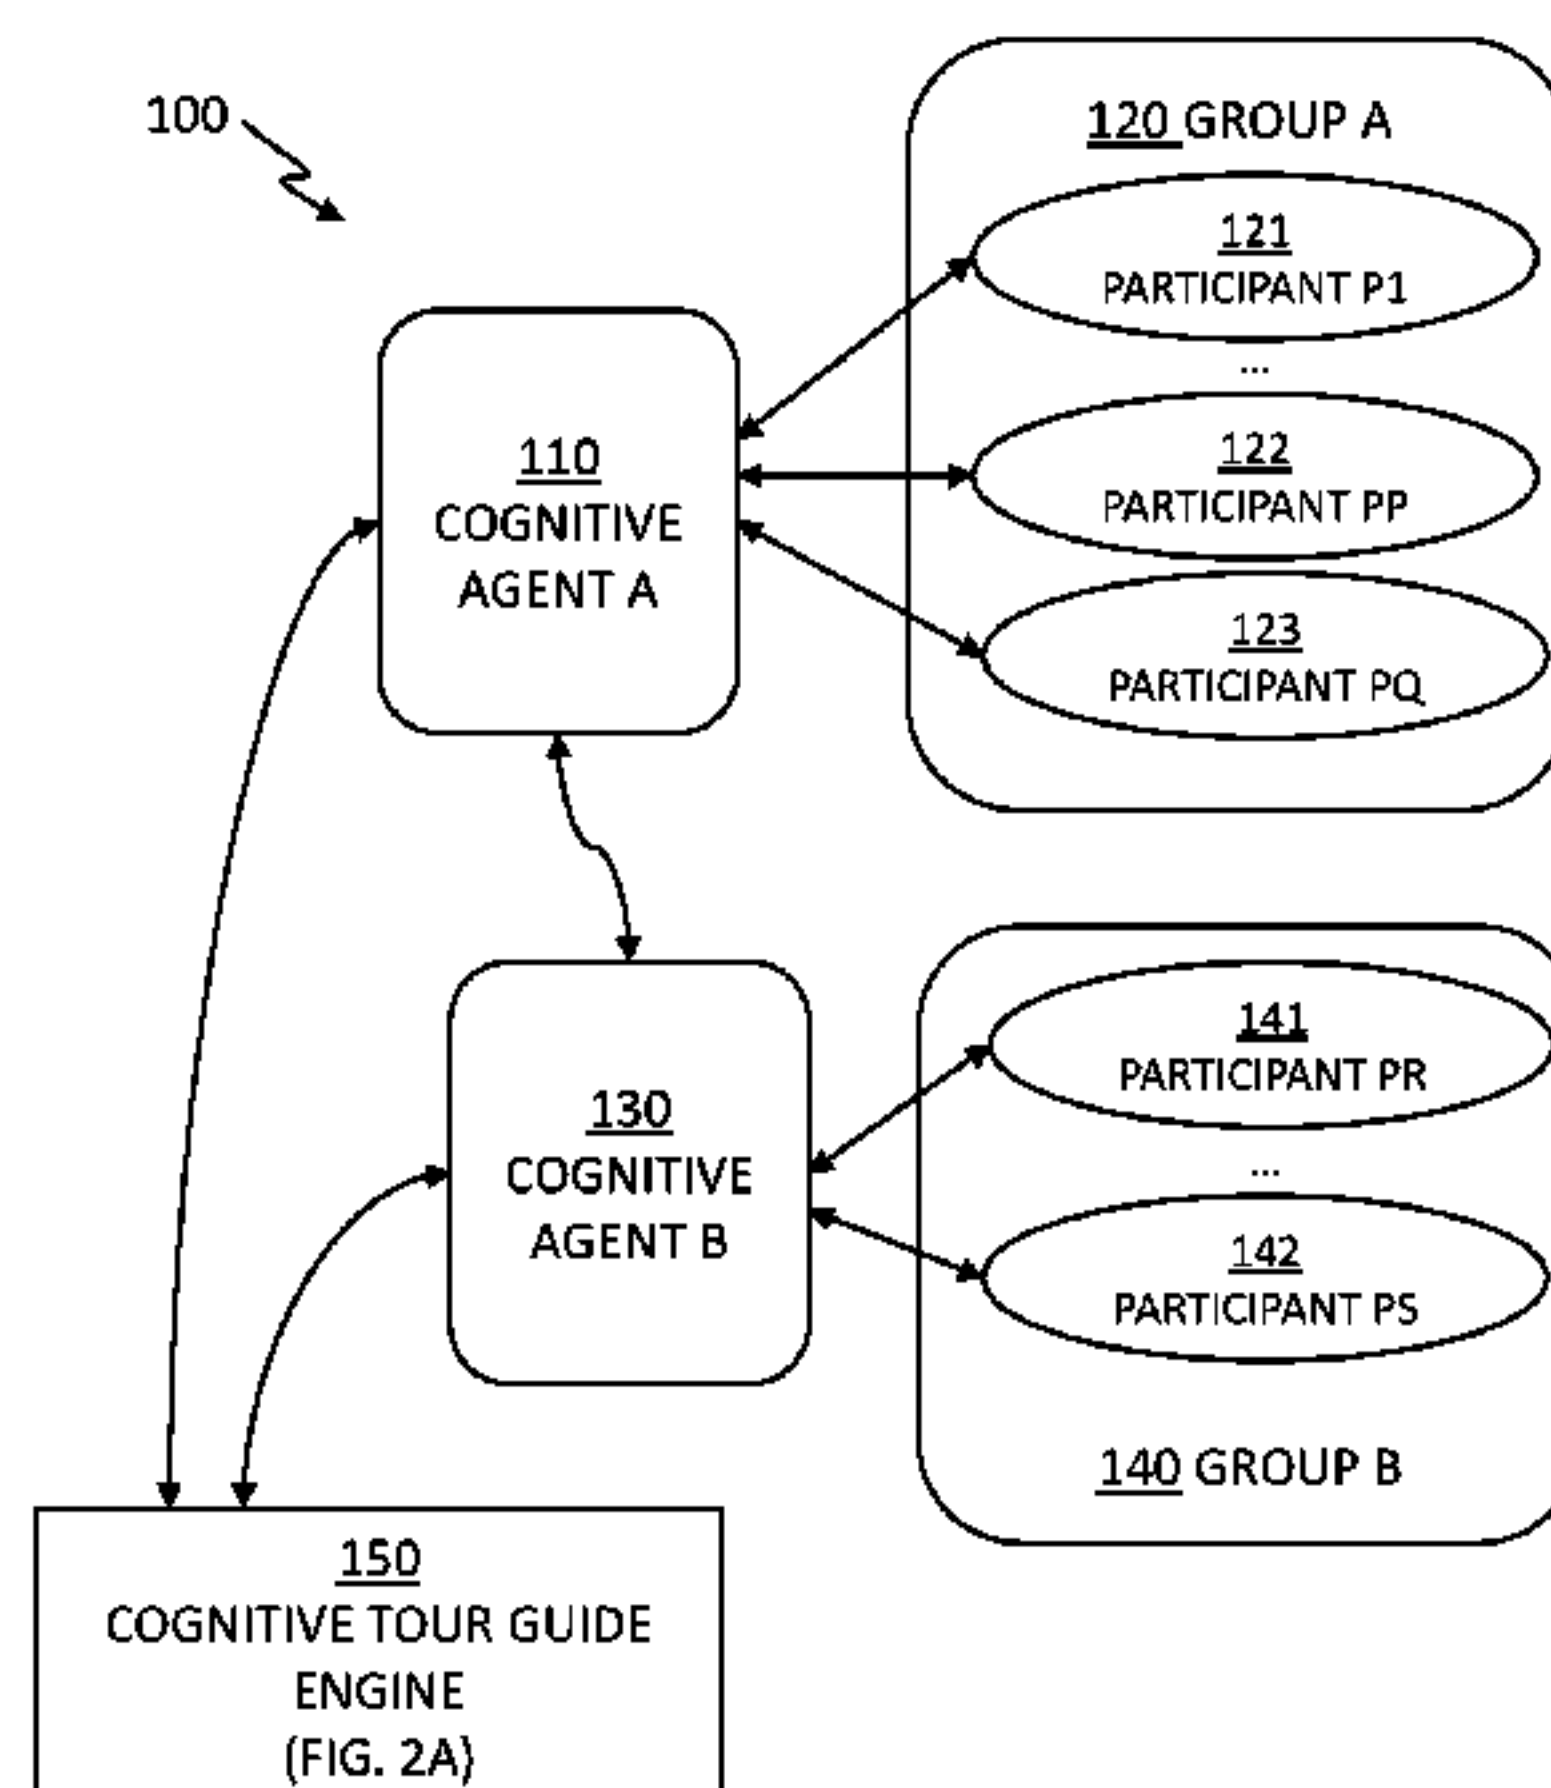 100
120 GROUP A
121
PARTICIPANT P1
...
122
PARTICIPANT PP
123
PARTICIPANT PQ
110
COGNITIVE
AGENT A
130
COGNITIVE
AGENT B
141
PARTICIPANT PR
...
142
PARTICIPANT PS
140 GROUP B
150
COGNITIVE TOUR GUIDE
ENGINE
(FIG. 2A)